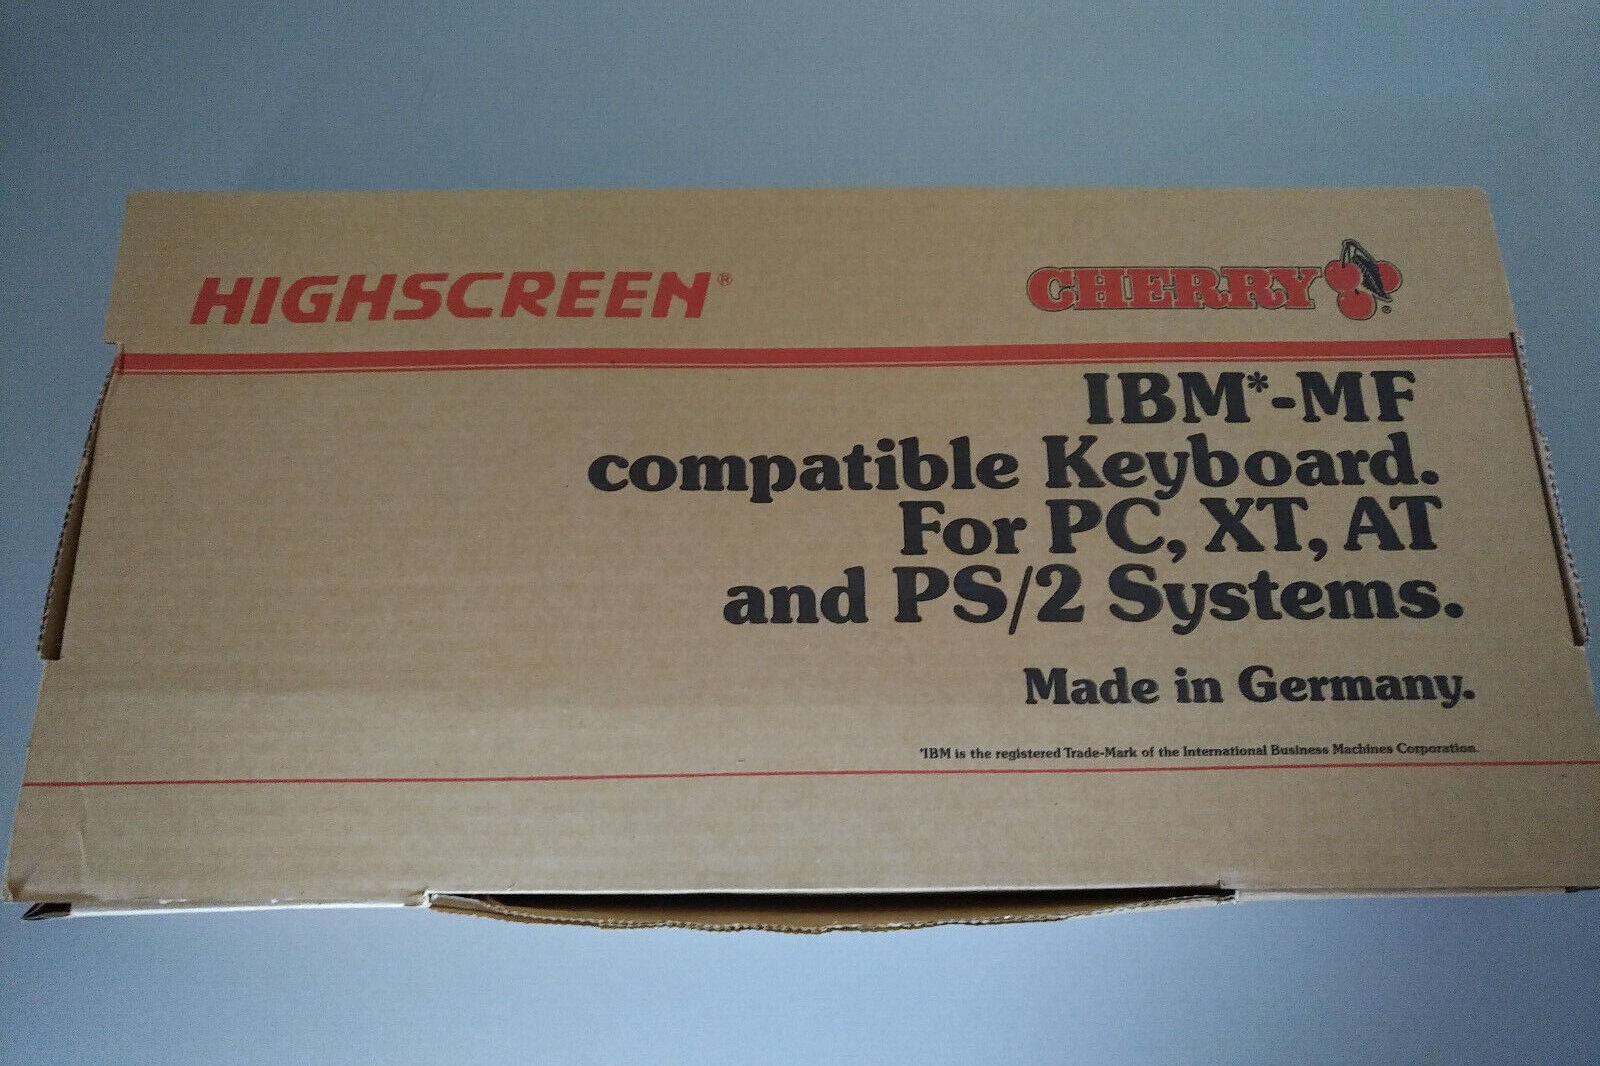 HIGHSCREEN®
CHERRY®
IBM*-MF
compatible Keyboard.
For PC, XT, AT
and PS/2 Systems.
Made in Germany.
*IBM is the registered Trade-Mark of the International Business Machines Corporation.